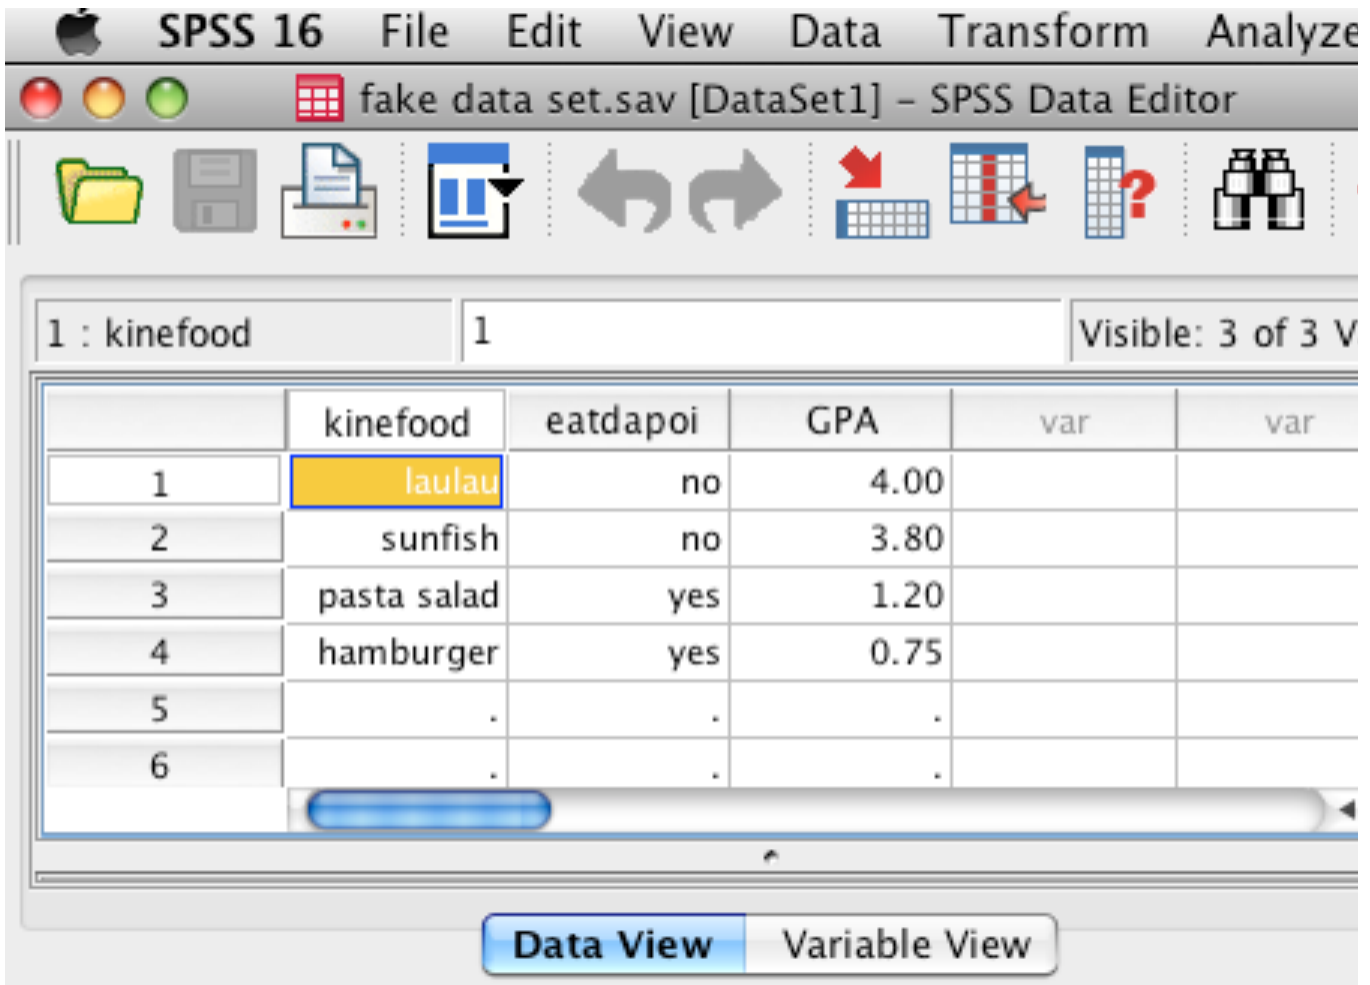 SPSS 16 File Edit View Data Transform Analyze
fake data set.sav [DataSet1] – SPSS Data Editor
1 : kinefood 1 Visible: 3 of 3 V
kinefood eatdapoi GPA var var
1 laulau no 4.00
2 sunfish no 3.80
3 pasta salad yes 1.20
4 hamburger yes 0.75
5 . . .
6 . . .
Data View Variable View